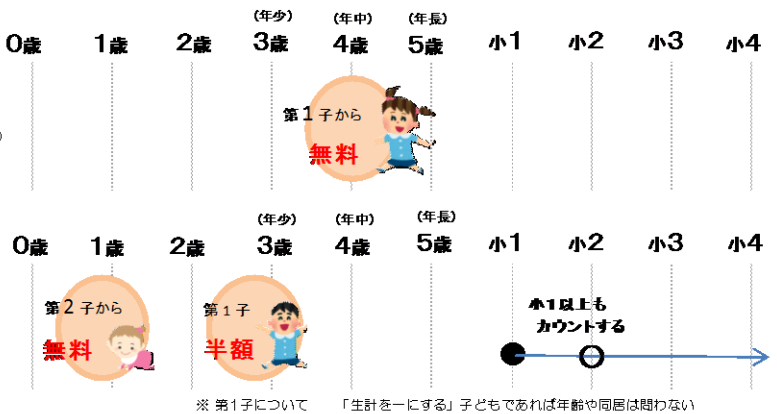 (年少) (年中) (年長)
0歳 1歳 2歳 3歳 4歳 5歳 小1 小2 小3 小4
第1子から
無料
)
(年少) (年中) (年長)
0歳 1歳 2歳 3歳 4歳 5歳 小1 小2 小3 小4
第2子から
無料
第1子
半額
小1以上も
カウントする
※ 第1子について 「生計を一にする」子どもであれば年齢や同居は問わない